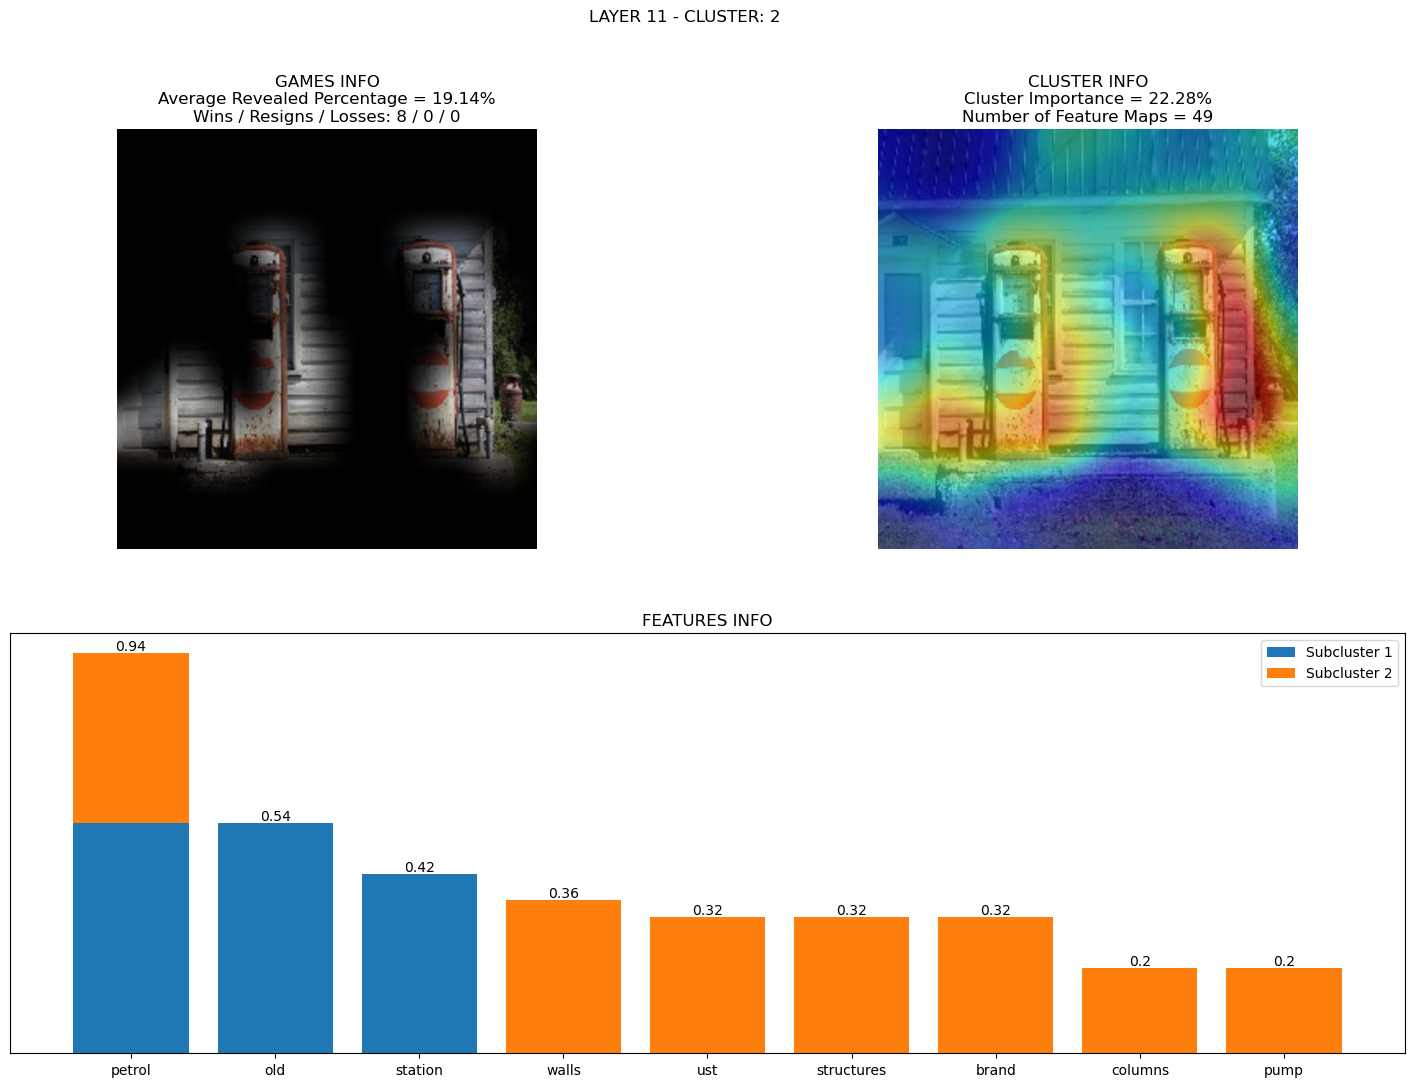 LAYER 11 - CLUSTER: 2
GAMES INFO
Average Revealed Percentage = 19.14%
Wins / Resigns / Losses: 8 / 0 / 0
CLUSTER INFO
Cluster Importance = 22.28%
Number of Feature Maps = 49
FEATURES INFO
Subcluster 1
Subcluster 2
0.94
0.54
0.42
0.36
0.32
0.32
0.32
0.2
0.2
petrol old station walls ust structures brand columns pump